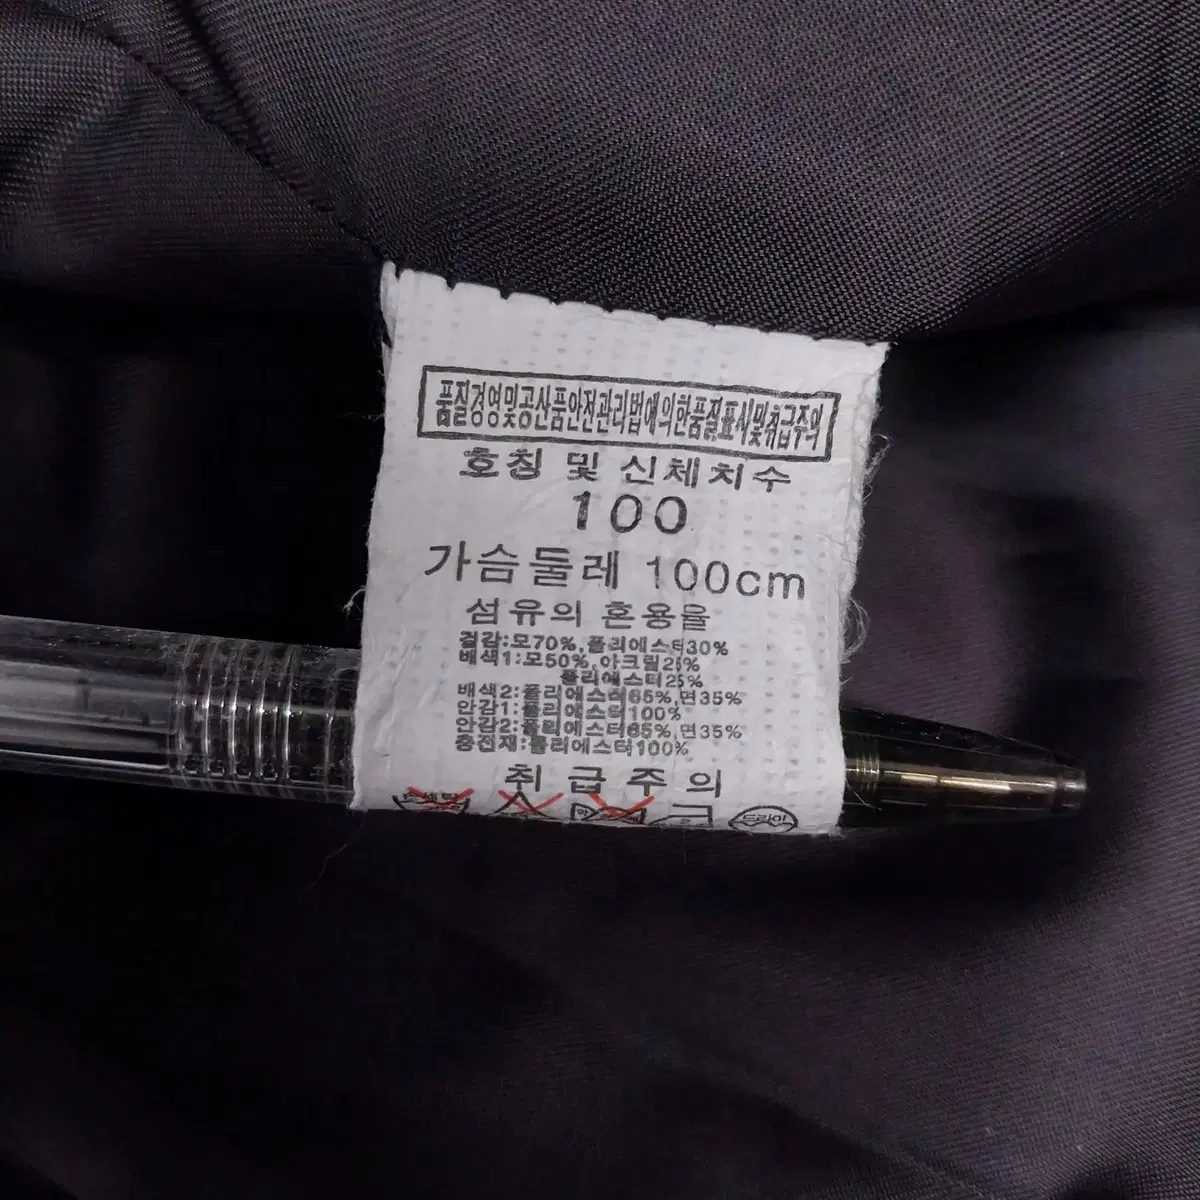 품질경영및공산품안전관리법에의한품질표시및취급주의
호칭 및 신체치수
100
가슴둘레 100cm
섬유의 혼용율
겉감:모70%,폴리에스터30%
배색1:모50%,아크릴25%
폴리에스터25%
배색2:폴리에스터65%,면35%
안감1:폴리에스터100%
안감2:폴리에스터65%,면35%
충전재:폴리에스터100%
취급주의
드라이